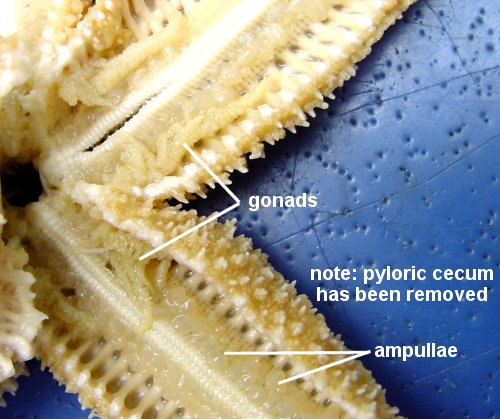 gonads
note: pyloric cecum
has been removed
ampullae